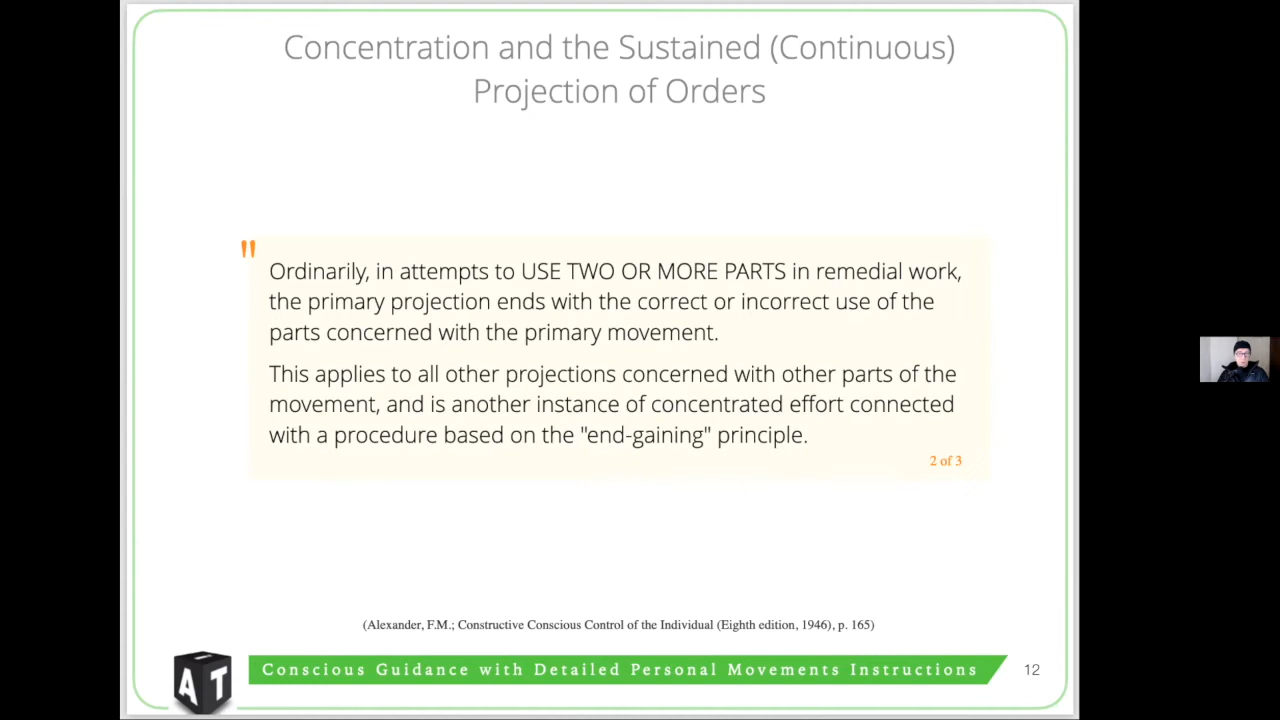 Concentration and the Sustained (Continuous)
Projection of Orders
"
Ordinarily, in attempts to USE TWO OR MORE PARTS in remedial work,
the primary projection ends with the correct or incorrect use of the
parts concerned with the primary movement.
This applies to all other projections concerned with other parts of the
movement, and is another instance of concentrated effort connected
with a procedure based on the "end-gaining" principle.
2 of 3
(Alexander, F.M.; Constructive Conscious Control of the Individual (Eighth edition, 1946), p. 165)
AT
Conscious Guidance with Detailed Personal Movements Instructions
12